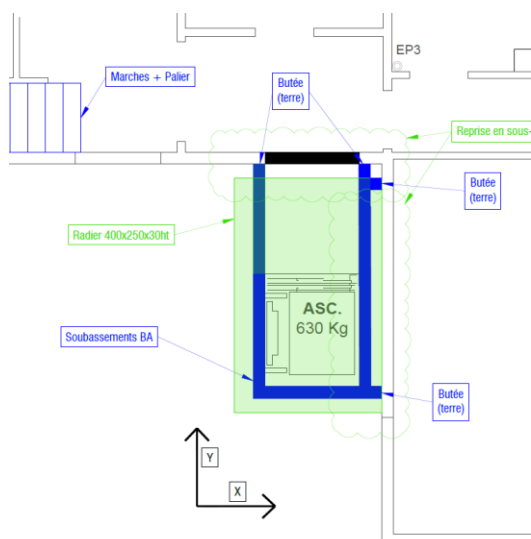 EP3
Marches + Palier
Butée
(terre)
Reprise en sous-
Butée
(terre)
Radier 400x250x30ht
ASC.
630 Kg
Soubassements BA
Butée
(terre)
Y
X